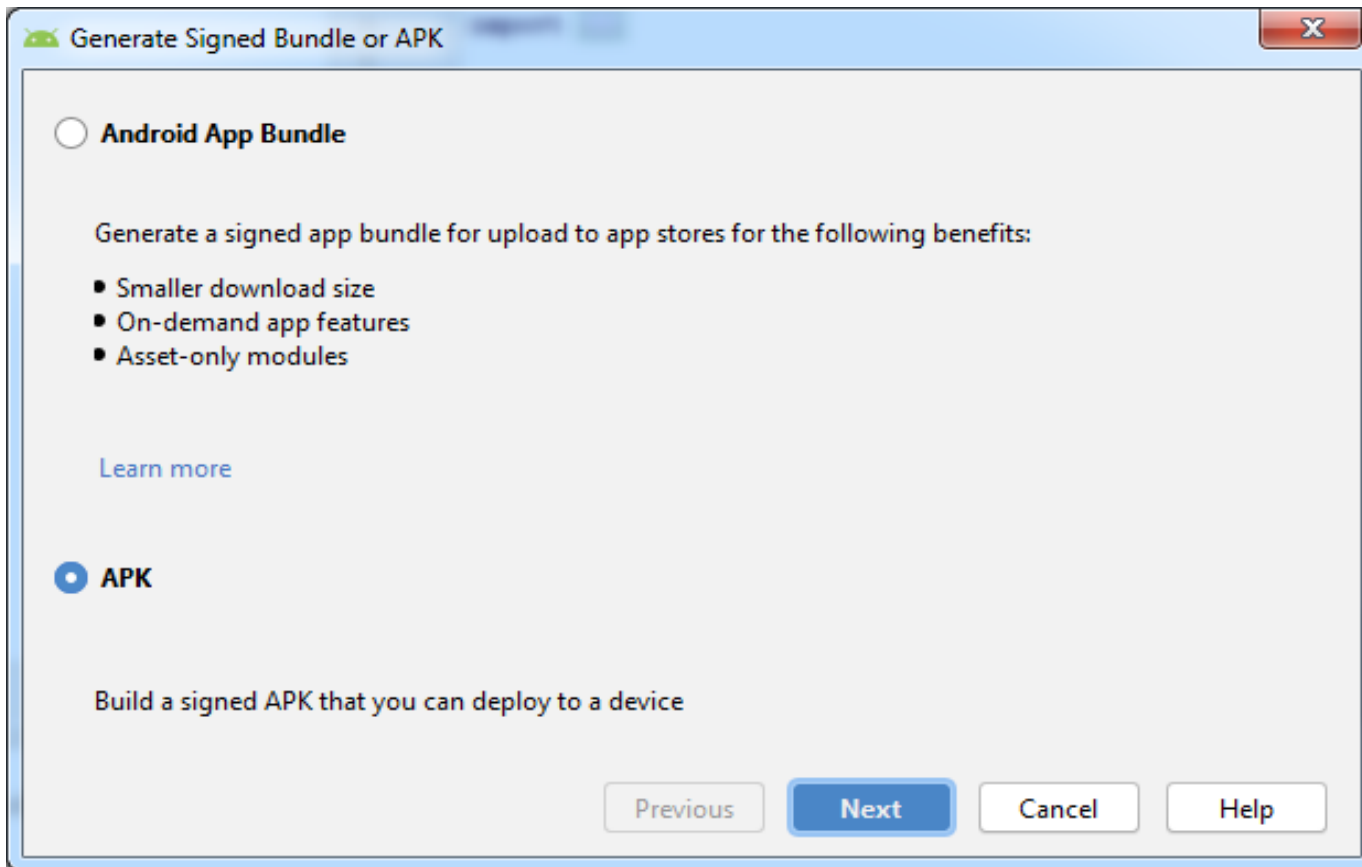 Generate Signed Bundle or APK
Android App Bundle
Generate a signed app bundle for upload to app stores for the following benefits:
• Smaller download size
• On-demand app features
• Asset-only modules
Learn more
APK
Build a signed APK that you can deploy to a device
Previous Next Cancel Help